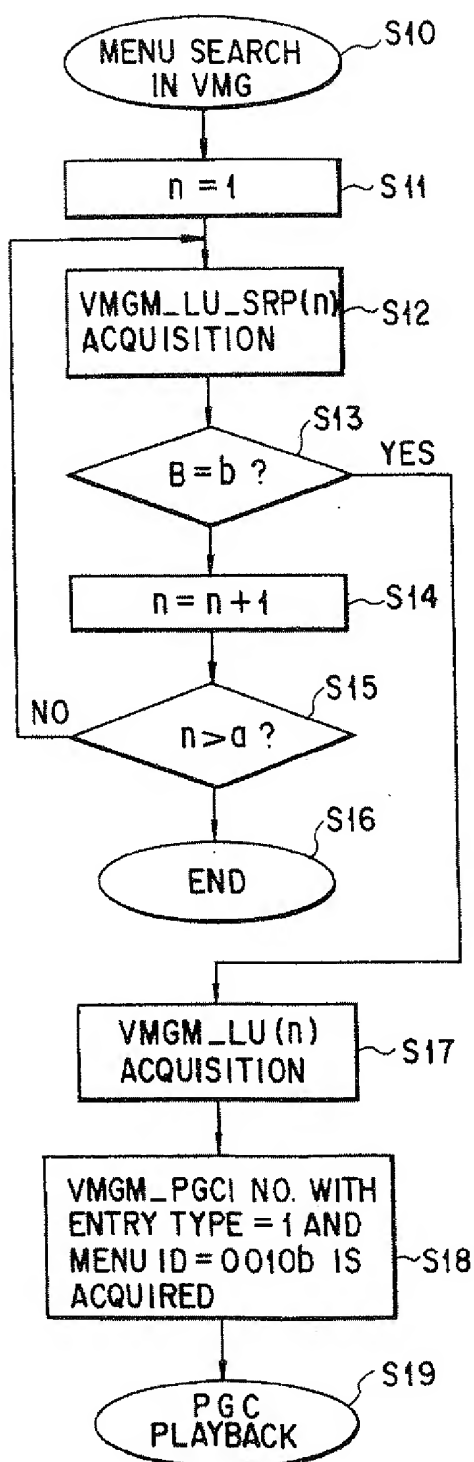 S10
MENU SEARCH
IN VMG
n = 1
S11
VMGM_LU_SRP(n)
ACQUISITION
S12
S13
B = b ?
YES
n = n + 1
S14
S15
NO
n > a ?
S16
END
VMGM_LU (n)
ACQUISITION
S17
VMGM_PGCI NO. WITH
ENTRY TYPE = 1 AND
MENU ID = 0010b IS
ACQUIRED
S18
S19
PGC
PLAYBACK